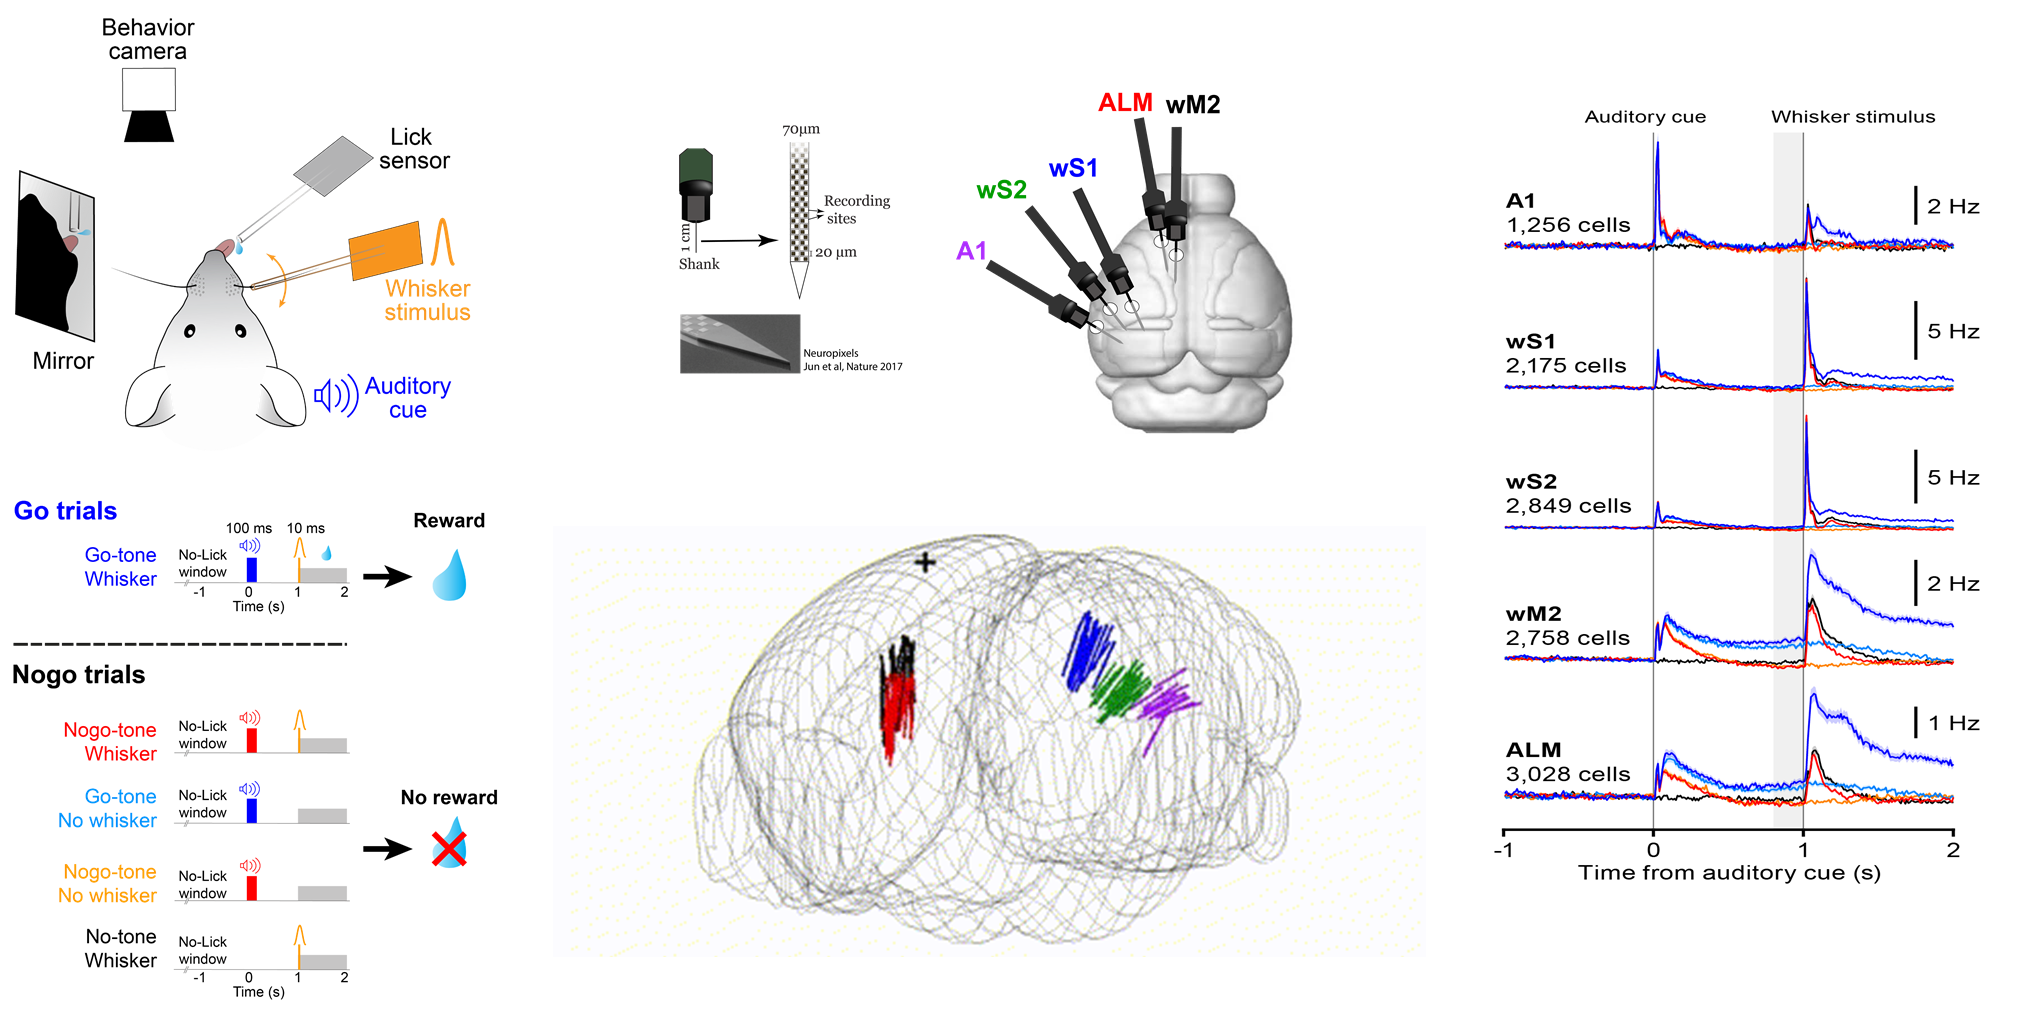 Behavior
camera
Lick
sensor
Whisker
stimulus
Mirror
Auditory
cue
Go trials
100 ms
10 ms
Reward
Go-tone
Whisker
No-Lick
window
-1
0
1
2
Time (s)
Nogo trials
Nogo-tone
Whisker
No-Lick
window
Go-tone
No whisker
No-Lick
window
No reward
Nogo-tone
No whisker
No-Lick
window
No-tone
Whisker
No-Lick
window
-1
0
1
2
Time (s)
70µm
Recording
sites
1 cm
20 µm
Shank
Neuropixels
Jun et al, Nature 2017
ALM
wM2
wS1
wS2
A1
Auditory cue
Whisker stimulus
A1
1,256 cells
2 Hz
wS1
2,175 cells
5 Hz
wS2
2,849 cells
5 Hz
wM2
2,758 cells
2 Hz
ALM
3,028 cells
1 Hz
-1
0
1
2
Time from auditory cue (s)